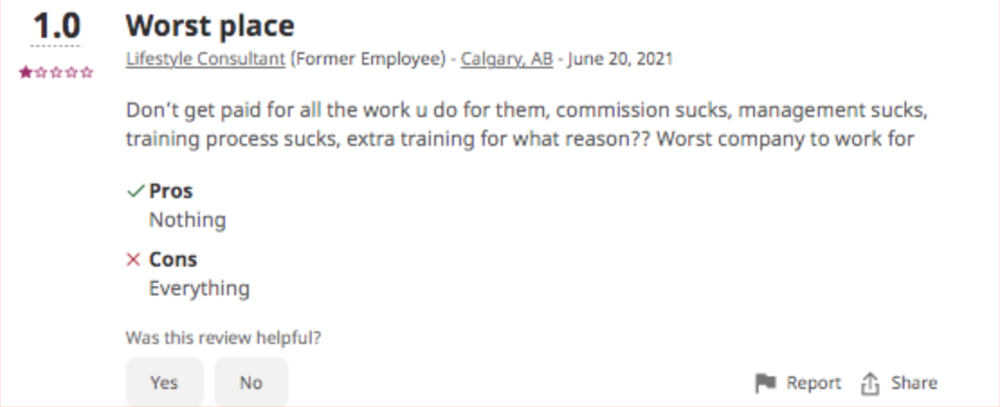 1.0
Worst place
Lifestyle Consultant (Former Employee) - Calgary, AB - June 20, 2021
Don't get paid for all the work u do for them, commission sucks, management sucks,
training process sucks, extra training for what reason?? Worst company to work for
Pros
Nothing
Cons
Everything
Was this review helpful?
Yes No Report Share